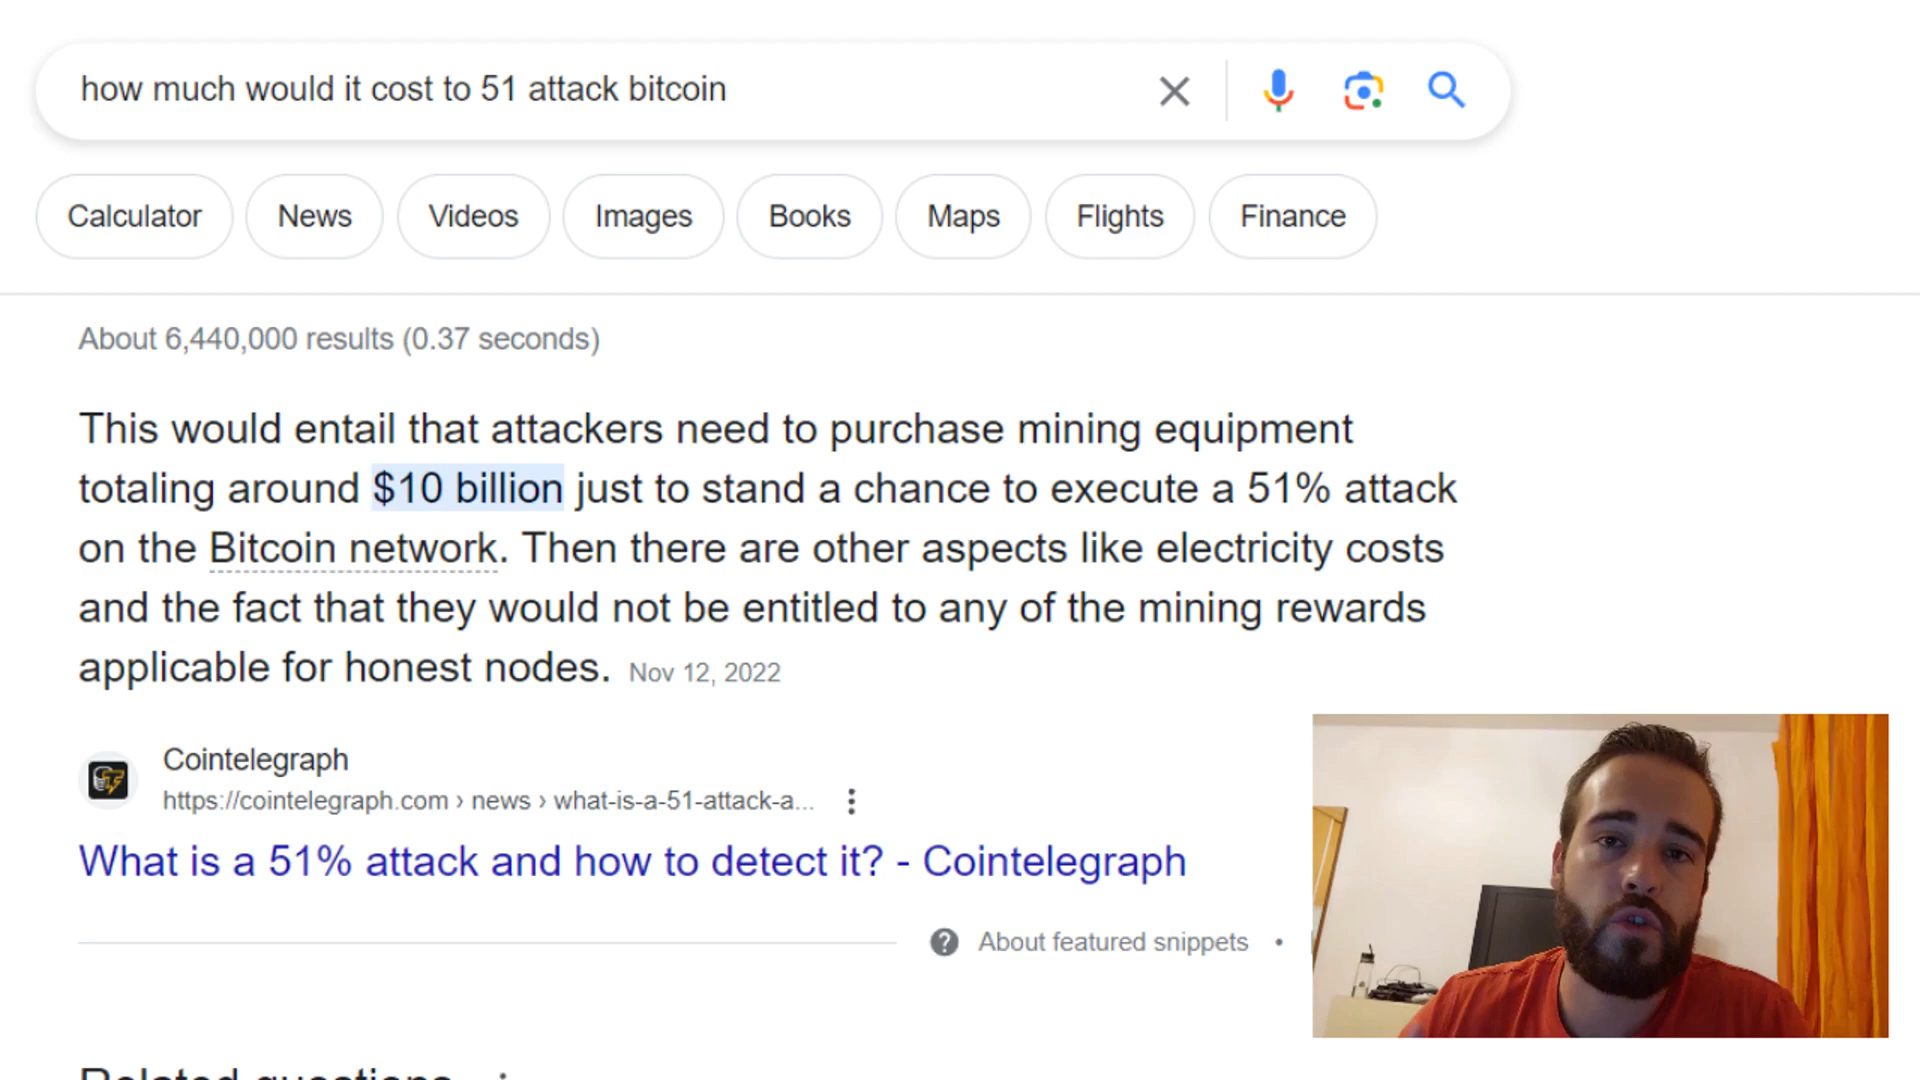 how much would it cost to 51 attack bitcoin
Calculator
News
Videos
Images
Books
Maps
Flights
Finance
About 6,440,000 results (0.37 seconds)
This would entail that attackers need to purchase mining equipment
totaling around $10 billion just to stand a chance to execute a 51% attack
on the Bitcoin network. Then there are other aspects like electricity costs
and the fact that they would not be entitled to any of the mining rewards
applicable for honest nodes. Nov 12, 2022
Cointelegraph
https://cointelegraph.com › news › what-is-a-51-attack-a...
What is a 51% attack and how to detect it? - Cointelegraph
About featured snippets •
Related questions